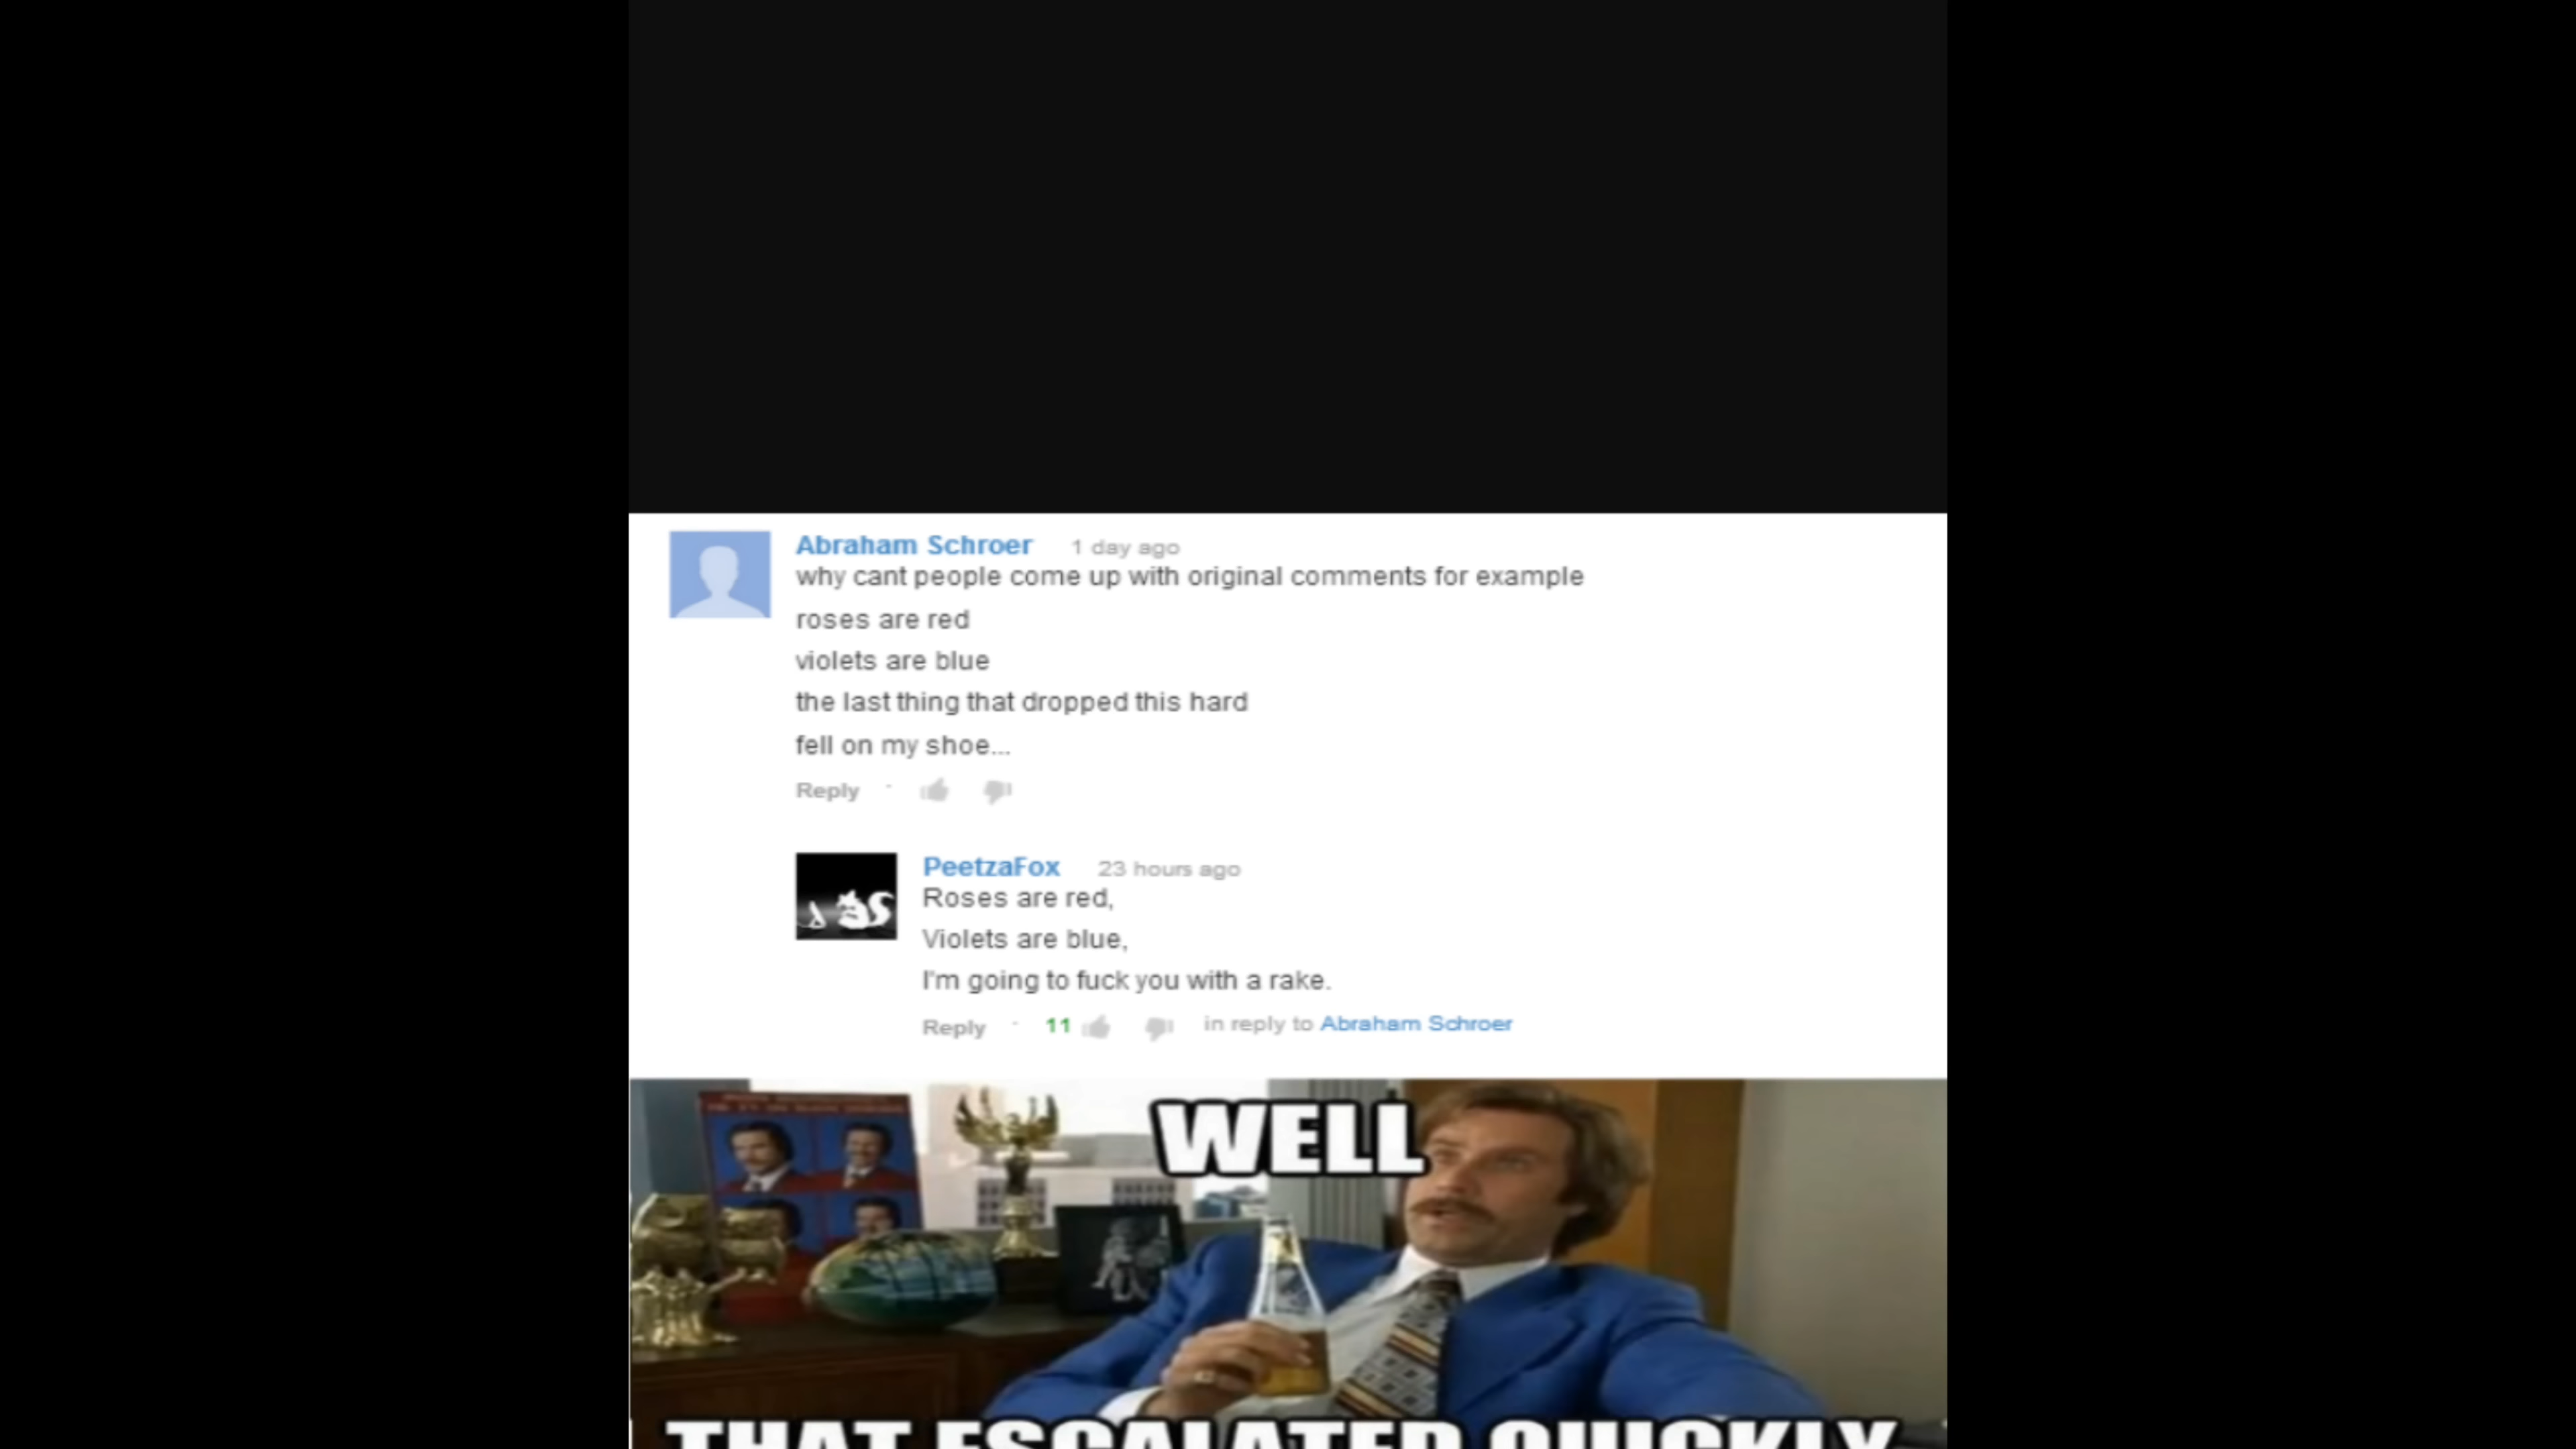 Abraham Schroer 1 day ago
why cant people come up with original comments for example
roses are red
violets are blue
the last thing that dropped this hard
fell on my shoe...
Reply
PeetzaFox 23 hours ago
Roses are red,
Violets are blue,
I'm going to fuck you with a rake.
Reply 11 in reply to Abraham Schroer
WELL
THAT ESCALATED QUICKLY